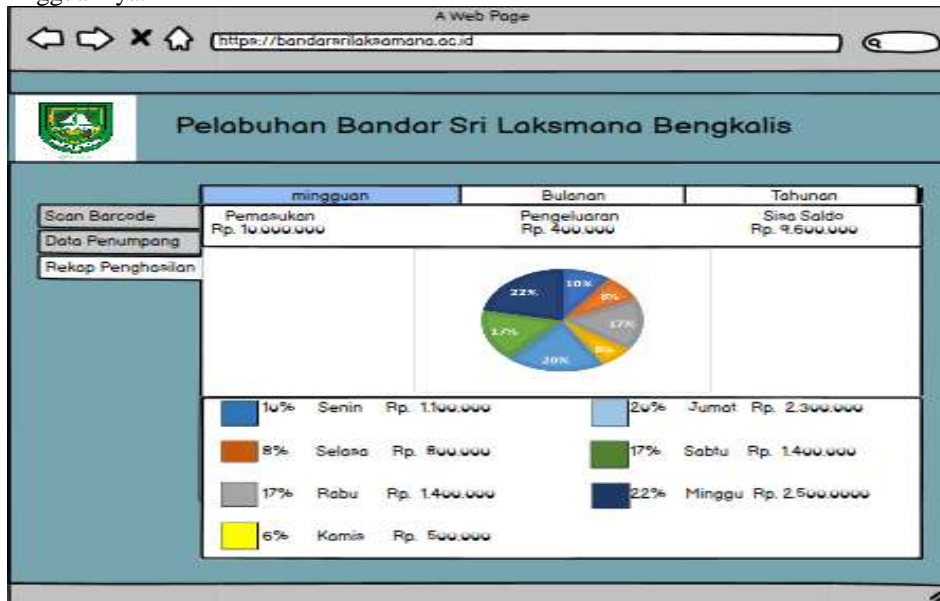 A Web Page
https://bandarsrilaksamana.ac.id
Pelabuhan Bandar Sri Laksmana Bengkalis
mingguan Bulanan Tahunan
Scan Barcode
Data Penumpang
Rekap Penghasilan
Pemasukan Pengeluaran Sisa Saldo
Rp. 10.000.000 Rp. 400.000 Rp. 9.600.000
22% 10% 8%
17% 17%
20%
10% Senin Rp. 1.100.000 20% Jumat Rp. 2.300.000
8% Selasa Rp. 800.000 17% Sabtu Rp. 1.400.000
17% Rabu Rp. 1.400.000 22% Minggu Rp. 2.500.0000
6% Kamis Rp. 500.000